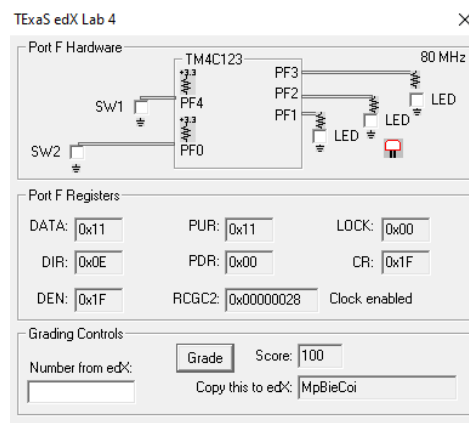 TExaS edX Lab 4
Port F Hardware
TM4C123
80 MHz
+3.3
PF3
SW1
PF4
PF2
LED
+3.3
PF1
LED
SW2
PF0
LED
Port F Registers
DATA: 0x11 PUR: 0x11 LOCK: 0x00
DIR: 0x0E PDR: 0x00 CR: 0x1F
DEN: 0x1F RCGC2: 0x00000028 Clock enabled
Grading Controls
Number from edX: Grade Score: 100
Copy this to edX: MpBieCoi